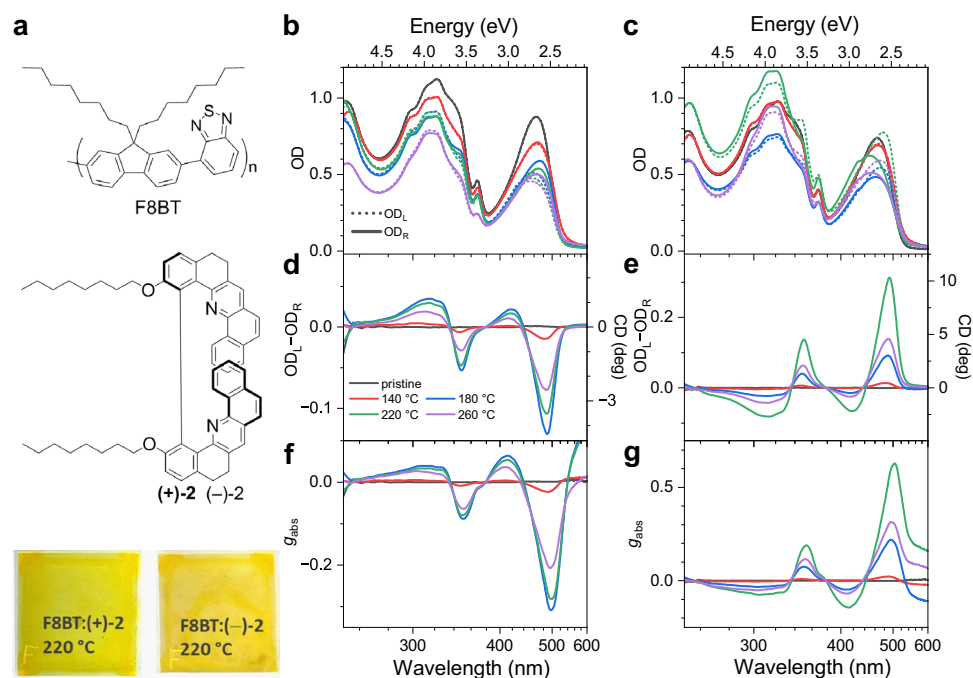 a
S
N
N
n
F8BT
O
N
N
O
(+)-2 (−)-2
F8BT:(+)-2
220 °C
F
F8BT:(−)-2
220 °C
F
b
Energy (eV)
4.5 4.0 3.5 3.0 2.5
OD
1.0
0.5
0.0
OD_L
OD_R
c
Energy (eV)
4.5 4.0 3.5 3.0 2.5
OD
1.0
0.5
0.0
d
OD_L−OD_R
0.0
−0.1
CD (deg)
0
−3
pristine
140 °C
220 °C
180 °C
260 °C
e
OD_L−OD_R
0.2
0.0
CD (deg)
10
5
0
f
g_abs
0.0
−0.2
300 400 500 600
Wavelength (nm)
g
g_abs
0.5
0.0
300 400 500 600
Wavelength (nm)